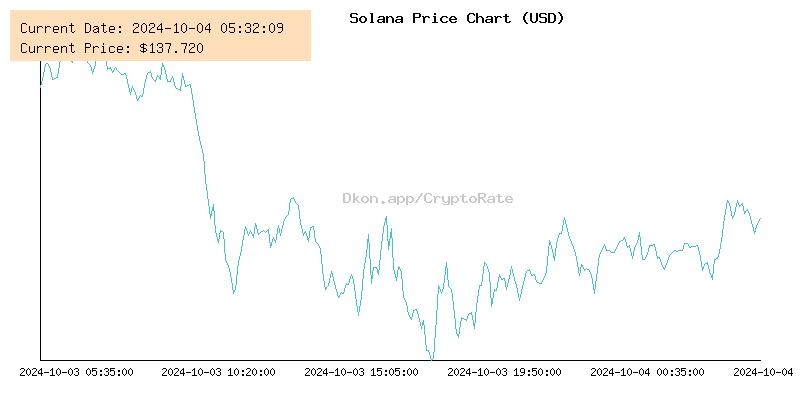 Solana Price Chart (USD)
Current Date: 2024-10-04 05:32:09
Current Price: $137.720
Dkon.app/CryptoRate
2024-10-03 05:35:00 2024-10-03 10:20:00 2024-10-03 15:05:00 2024-10-03 19:50:00 2024-10-04 00:35:00 2024-10-04